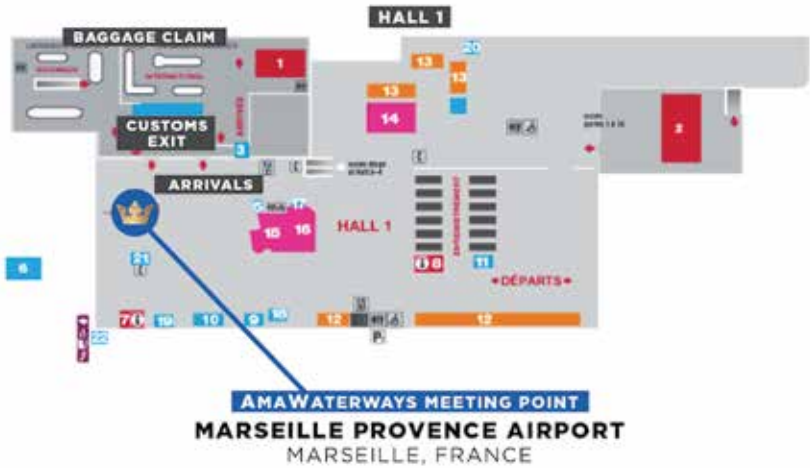 HALL 1
BAGGAGE CLAIM
20
1
13
13
13
14
CUSTOMS
EXIT
ARRIVÉE
3
2
ARRIVALS
17
15
16
HALL 1
ENREGISTREMENT
8
11
DÉPARTS
21
6
7
19
10
9
18
12
12
22
P
AMAWATERWAYS MEETING POINT
MARSEILLE PROVENCE AIRPORT
MARSEILLE, FRANCE